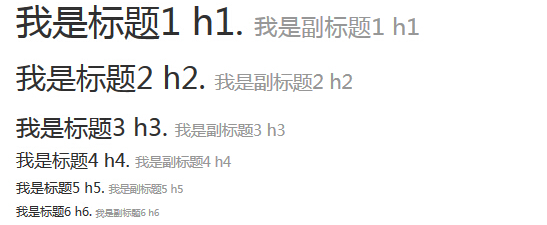 我是标题1 h1. 我是副标题1 h1
我是标题2 h2. 我是副标题2 h2
我是标题3 h3. 我是副标题3 h3
我是标题4 h4. 我是副标题4 h4
我是标题5 h5. 我是副标题5 h5
我是标题6 h6. 我是副标题6 h6